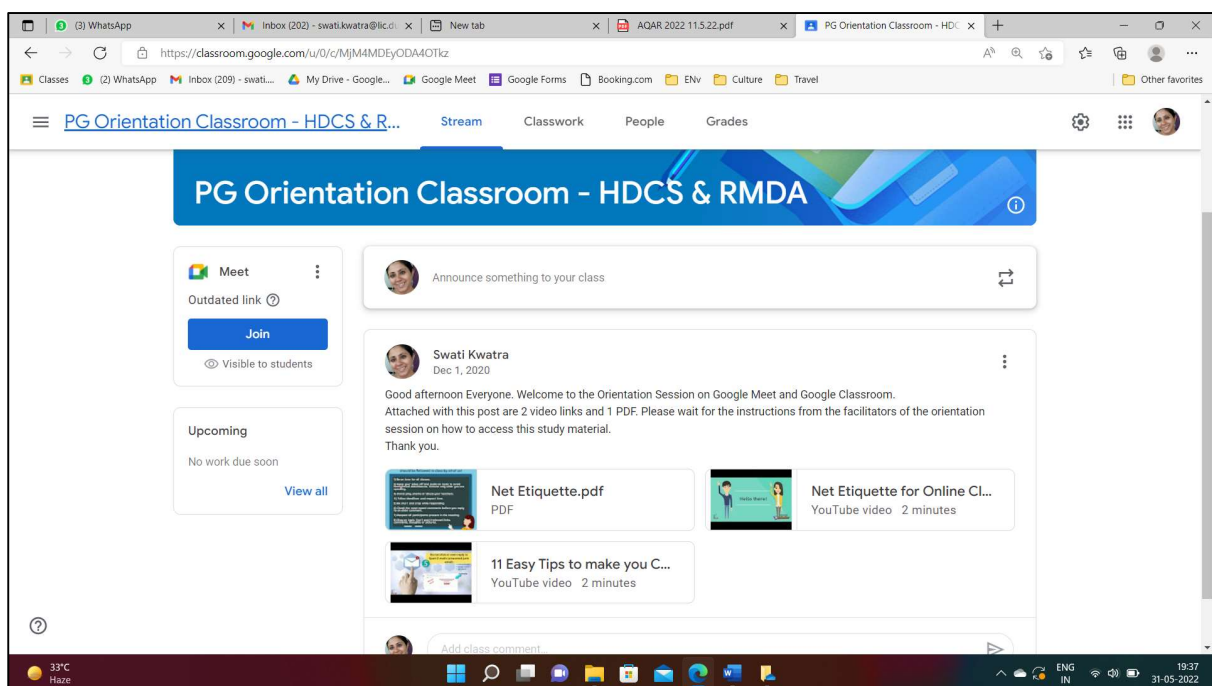 (3) WhatsApp
Inbox (202) - swati.kwatra@lic.d
New tab
AQAR 2022 11.5.22.pdf
PG Orientation Classroom - HDC
https://classroom.google.com/u/0/c/MjM4MDEyODA4OTkz
Classes
(2) WhatsApp
Inbox (209) - swati....
My Drive - Google...
Google Meet
Google Forms
Booking.com
ENv
Culture
Travel
Other favorites
PG Orientation Classroom - HDCS & R...
Stream
Classwork
People
Grades
PG Orientation Classroom - HDCS & RMDA
Meet
Outdated link
Join
Visible to students
Upcoming
No work due soon
View all
Announce something to your class
Swati Kwatra
Dec 1, 2020
Good afternoon Everyone. Welcome to the Orientation Session on Google Meet and Google Classroom.
Attached with this post are 2 video links and 1 PDF. Please wait for the instructions from the facilitators of the orientation
session on how to access this study material.
Thank you.
Net Etiquette.pdf
PDF
Hello there!
Net Etiquette for Online Cl...
YouTube video 2 minutes
11 Easy Tips to make you C...
YouTube video 2 minutes
Add class comment...
33°C
Haze
ENG
IN
19:37
31-05-2022